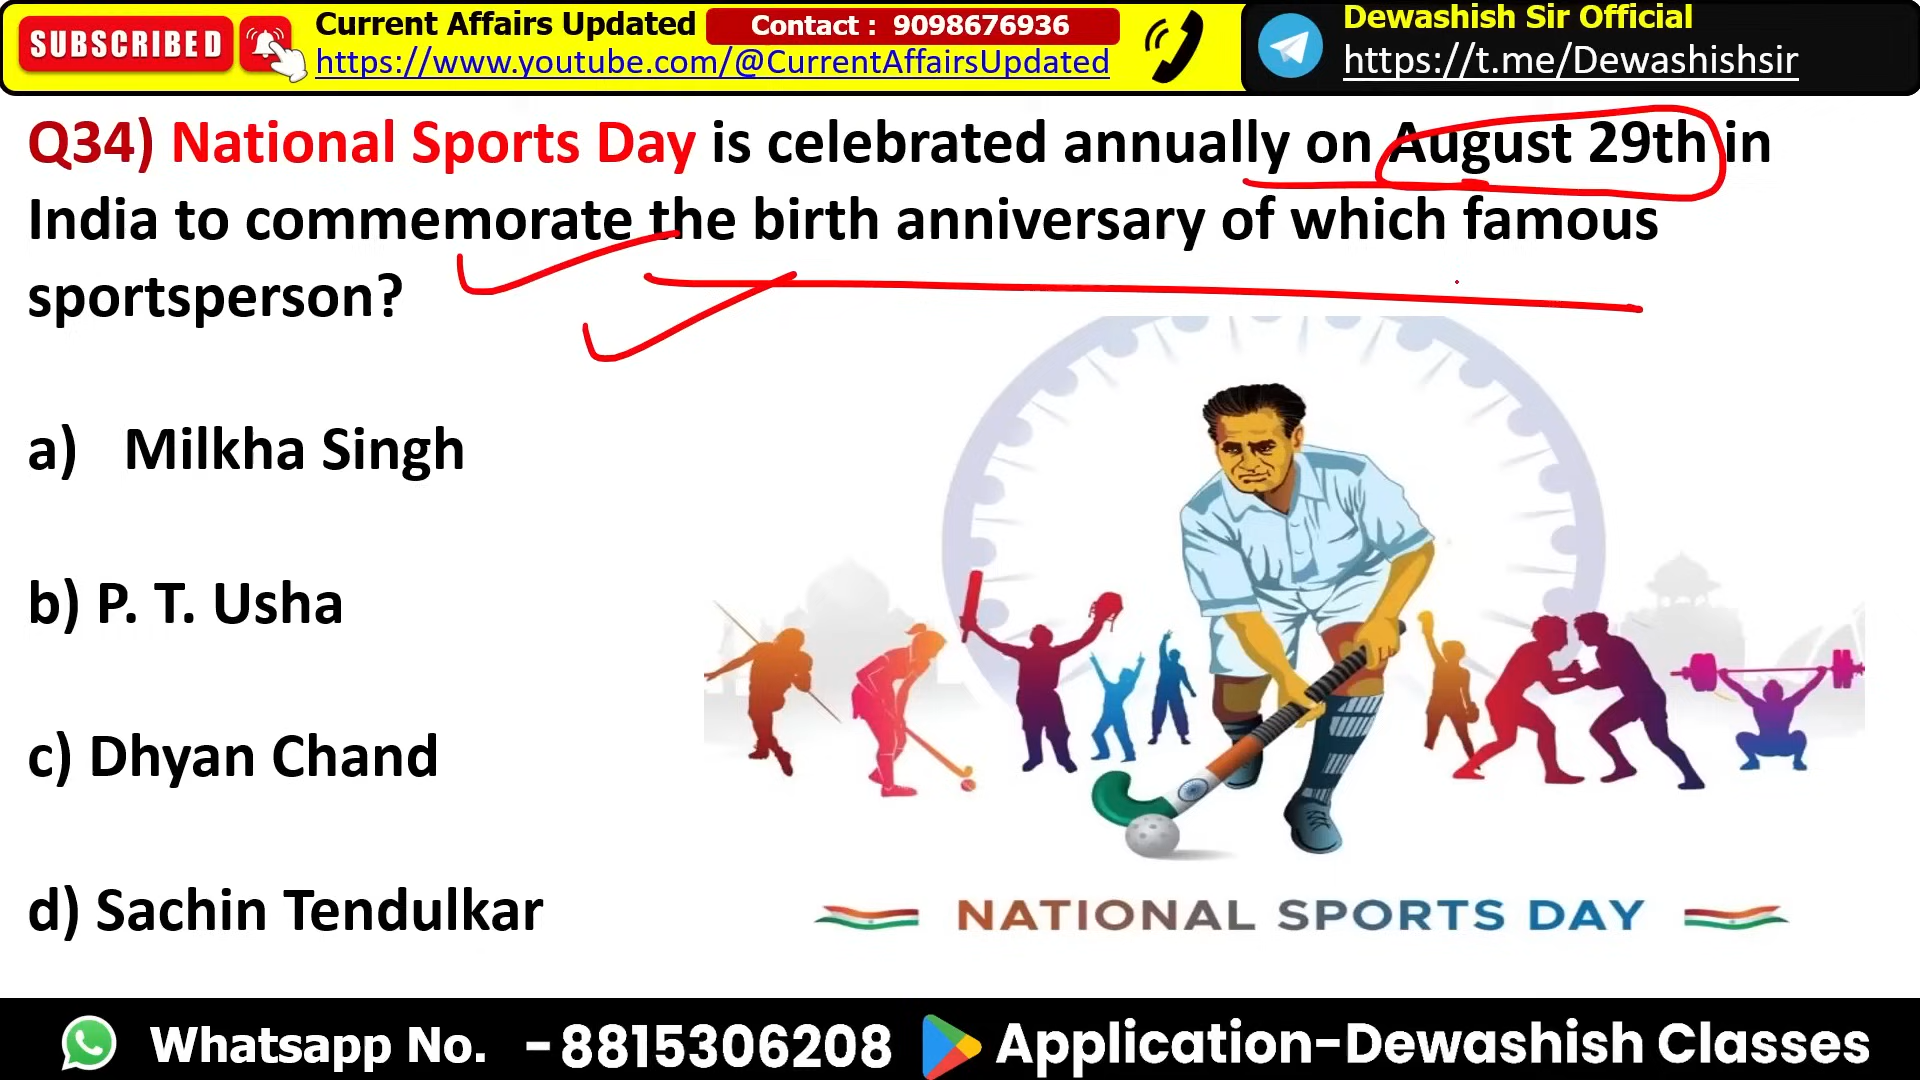 SUBSCRIBED
Current Affairs Updated
Contact : 9098676936
https://www.youtube.com/@CurrentAffairsUpdated
Dewashish Sir Official
https://t.me/Dewashishsir
Q34) National Sports Day is celebrated annually on August 29th in
India to commemorate the birth anniversary of which famous
sportsperson?
a) Milkha Singh
b) P. T. Usha
c) Dhyan Chand
d) Sachin Tendulkar
NATIONAL SPORTS DAY
Whatsapp No. - 8815306208
Application-Dewashish Classes